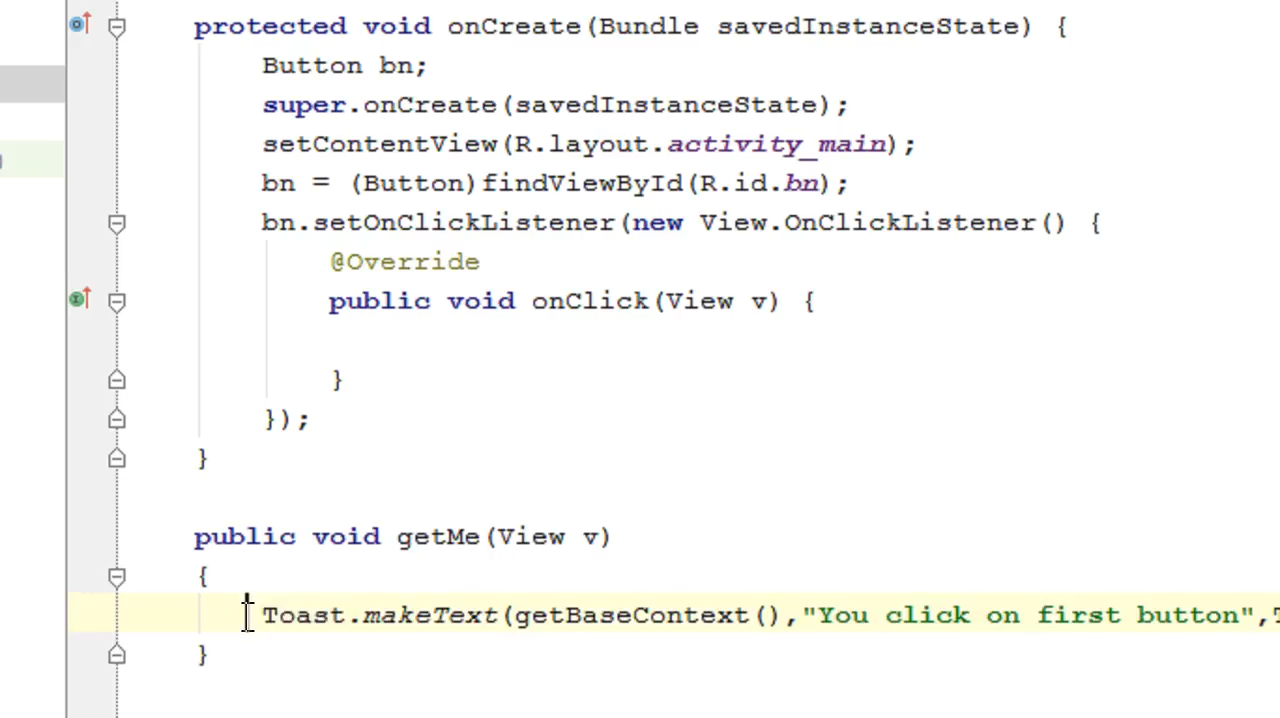 protected void onCreate(Bundle savedInstanceState) {
Button bn;
super.onCreate(savedInstanceState);
setContentView(R.layout.activity_main);
bn = (Button)findViewById(R.id.bn);
bn.setOnClickListener(new View.OnClickListener() {
@Override
public void onClick(View v) {
}
});
}
public void getMe(View v)
{
Toast.makeText(getBaseContext(),"You click on first button",
}